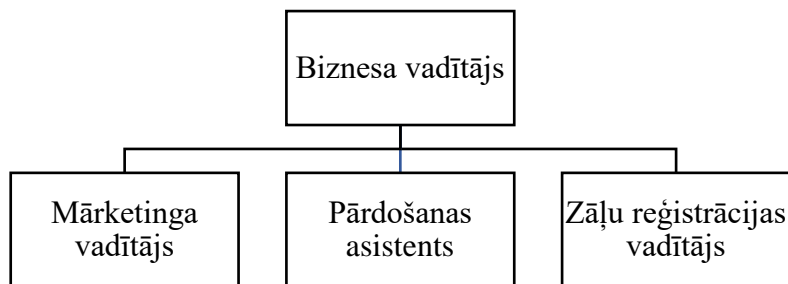 Biznesa vadītājs
Mārketinga
vadītājs
Pārdošanas
asistents
Zāļu reģistrācijas
vadītājs